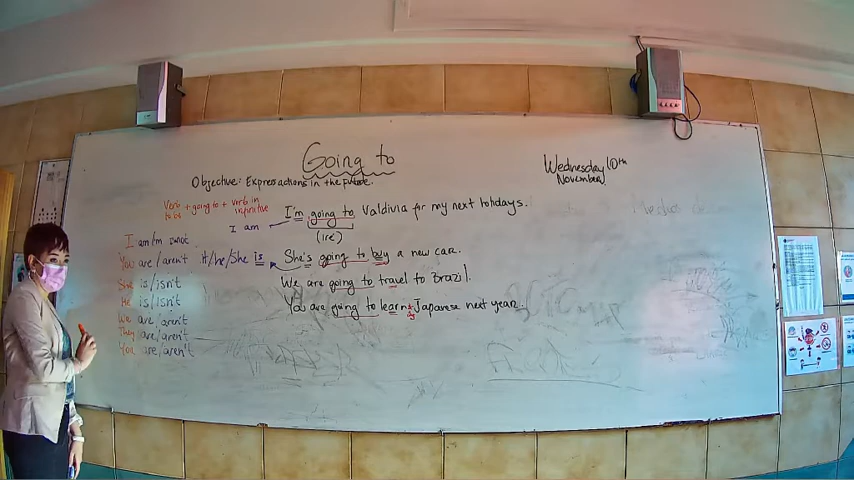 Going to
Wednesday 10th
November
Objective: Express actions in the future.
Verb + going to + verb in
to be infinitive
I'm going to Valdivia for my next holidays.
I am
(Ire)
I am/I'm not
You are/aren't It/he/She is
She's going to buy a new car.
She is/isn't
We are going to travel to Brazil.
He is/isn't
You are going to learn Japanese next year.
We are, aren't
They are/aren't
You are, aren't